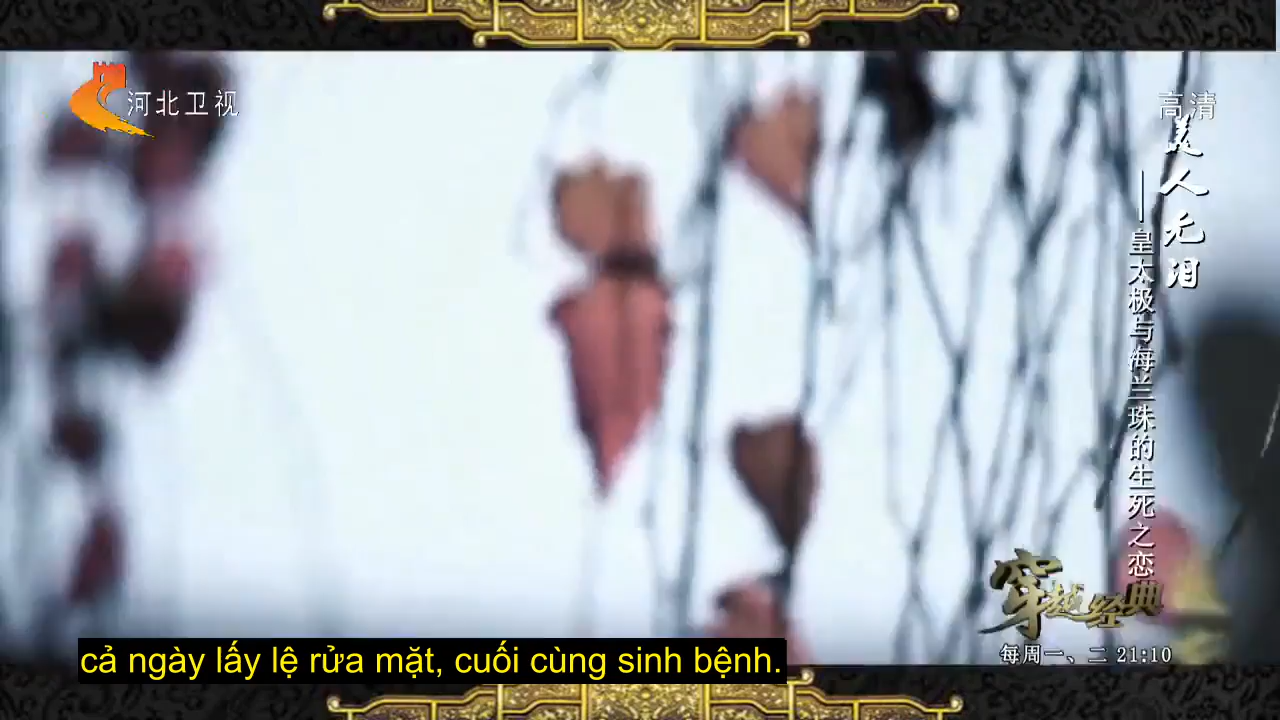 河北卫视
高清
美人无泪
——皇太极与海兰珠的生死之恋
穿越经典
每周一、二 21:10
cả ngày lấy lệ rửa mặt, cuối cùng sinh bệnh.